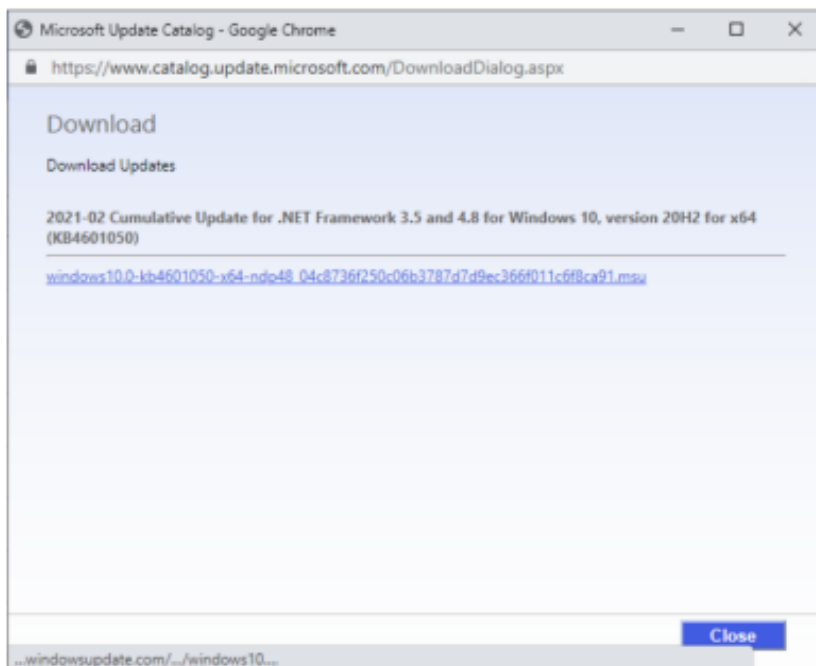 Microsoft Update Catalog - Google Chrome
https://www.catalog.update.microsoft.com/DownloadDialog.aspx
Download
Download Updates
2021-02 Cumulative Update for .NET Framework 3.5 and 4.8 for Windows 10, version 20H2 for x64
(KB4601050)
windows10.0-kb4601050-x64-ndp48_04c8736f250c06b3787d7d9ec366f011c6f8ca91.msu
Close
...windowsupdate.com/.../windows10....